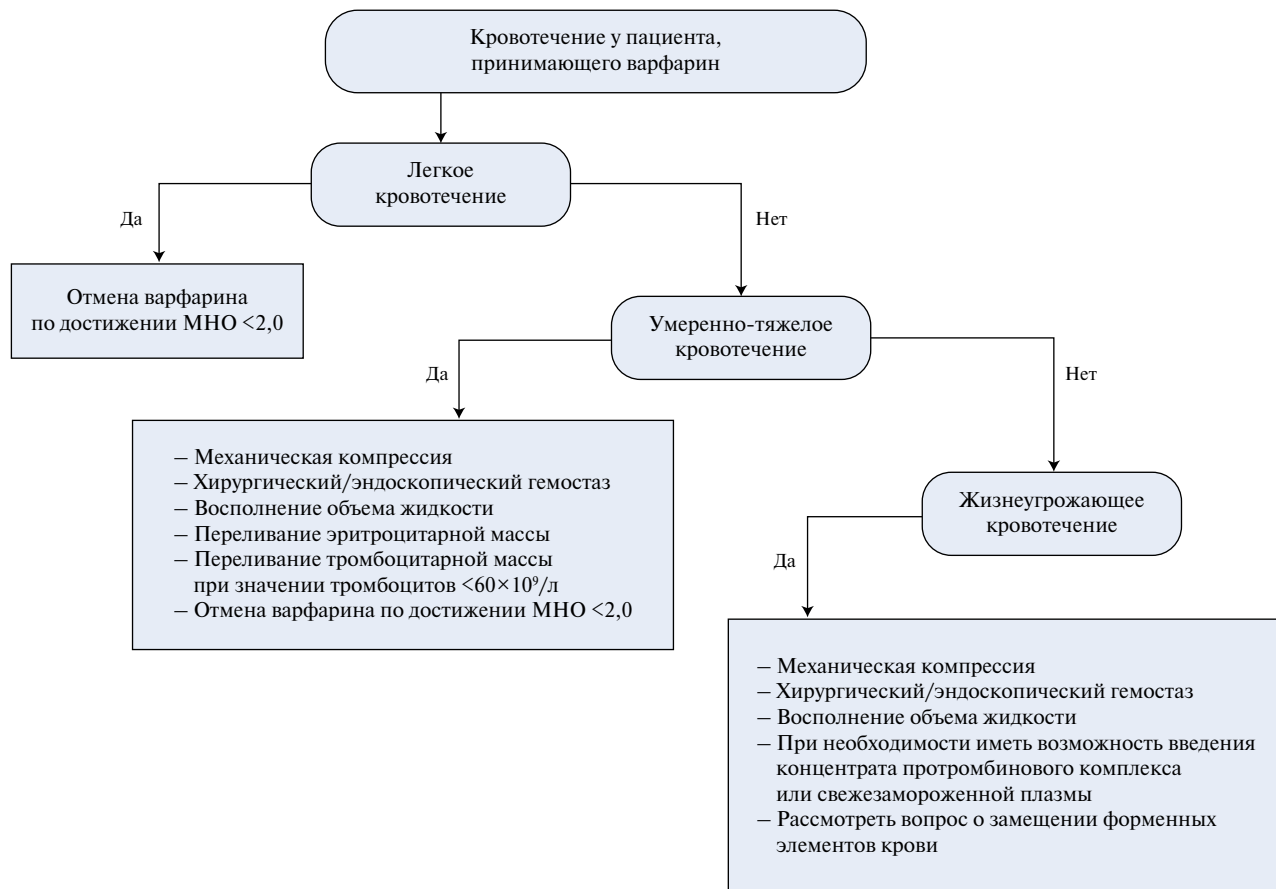 Кровотечение у пациента,
принимающего варфарин
Легкое
кровотечение
Да
Нет
Отмена варфарина
по достижении МНО <2,0
Умеренно-тяжелое
кровотечение
Да
Нет
– Механическая компрессия
– Хирургический/эндоскопический гемостаз
– Восполнение объема жидкости
– Переливание эритроцитарной массы
– Переливание тромбоцитарной массы
при значении тромбоцитов <60×10⁹/л
– Отмена варфарина по достижении МНО <2,0
Жизнеугрожающее
кровотечение
Да
– Механическая компрессия
– Хирургический/эндоскопический гемостаз
– Восполнение объема жидкости
– При необходимости иметь возможность введения
концентрата протромбинового комплекса
или свежезамороженной плазмы
– Рассмотреть вопрос о замещении форменных
элементов крови